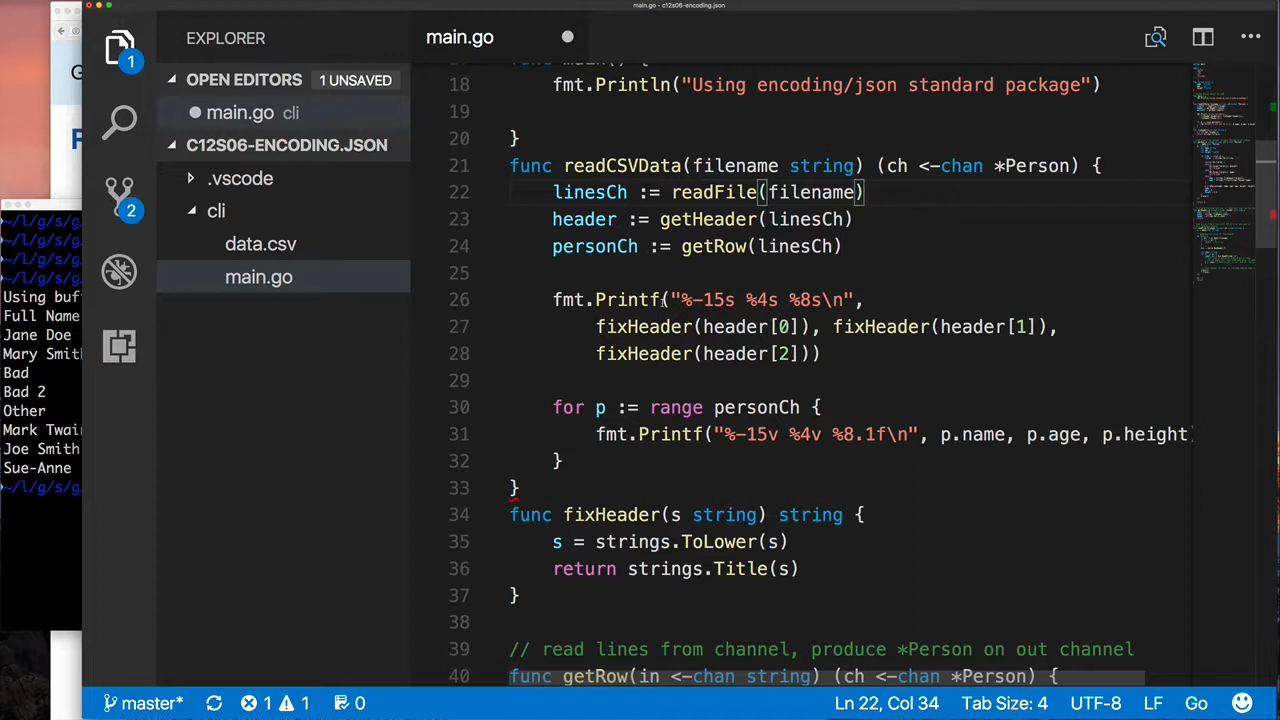 main.go - c12s06-encoding.json
EXPLORER
main.go
1
OPEN EDITORS 1 UNSAVED
main.go cli
C12S06-ENCODING.JSON
.vscode
cli
data.csv
main.go
2
18 fmt.Println("Using encoding/json standard package")
19
20 }
21 func readCSVData(filename string) (ch <-chan *Person) {
22 linesCh := readFile(filename)
23 header := getHeader(linesCh)
24 personCh := getRow(linesCh)
25
26 fmt.Printf("%-15s %4s %8s\n",
27 fixHeader(header[0]), fixHeader(header[1]),
28 fixHeader(header[2]))
29
30 for p := range personCh {
31 fmt.Printf("%-15v %4v %8.1f\n", p.name, p.age, p.height)
32 }
33 }
34 func fixHeader(s string) string {
35 s = strings.ToLower(s)
36 return strings.Title(s)
37 }
38
39 // read lines from channel, produce *Person on out channel
40 func getRow(in <-chan string) (ch <-chan *Person) {
~/l/g/s/g
~/l/g/s/g
~/l/g/s/g
~/l/g/s/g
Using buf
Full Name
Jane Doe
Mary Smith
Bad
Bad 2
Other
Mark Twain
Joe Smith
Sue-Anne
~/l/g/s/g
master* 1 1 0
Ln 22, Col 34 Tab Size: 4 UTF-8 LF Go